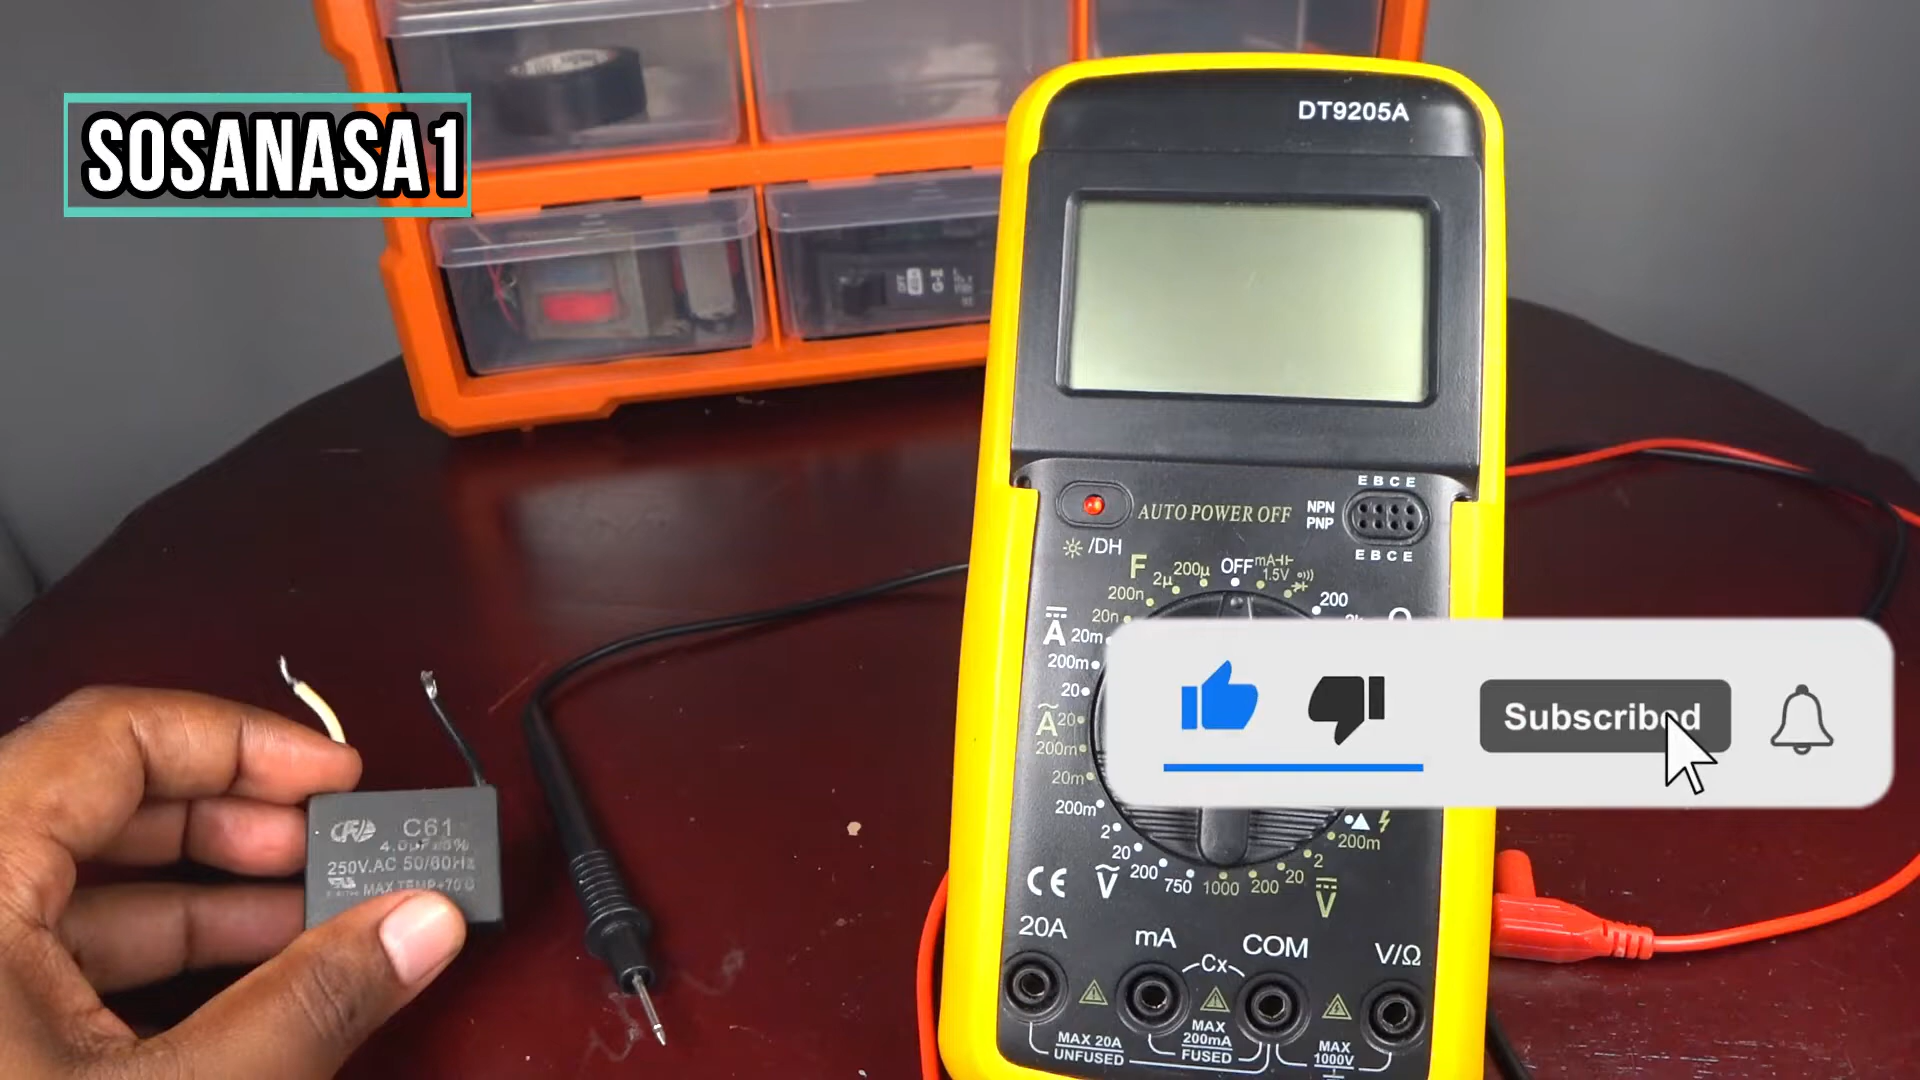 SOSANASA1
DT9205A
AUTO POWER OFF
/DH
E B C E
NPN
PNP
E B C E
F
2µ
200µ
OFF
mA
1.5V
200
200n
20n
A
20m
200m
20
A
20
200m
20m
200m
2
20
200
750
1000
200
20
2
200m
V
V
20A
mA
Cx
COM
V/Ω
MAX 20A
UNFUSED
MAX
200mA
FUSED
MAX
1000V
Subscribed
C61
250V.AC 50/60Hz